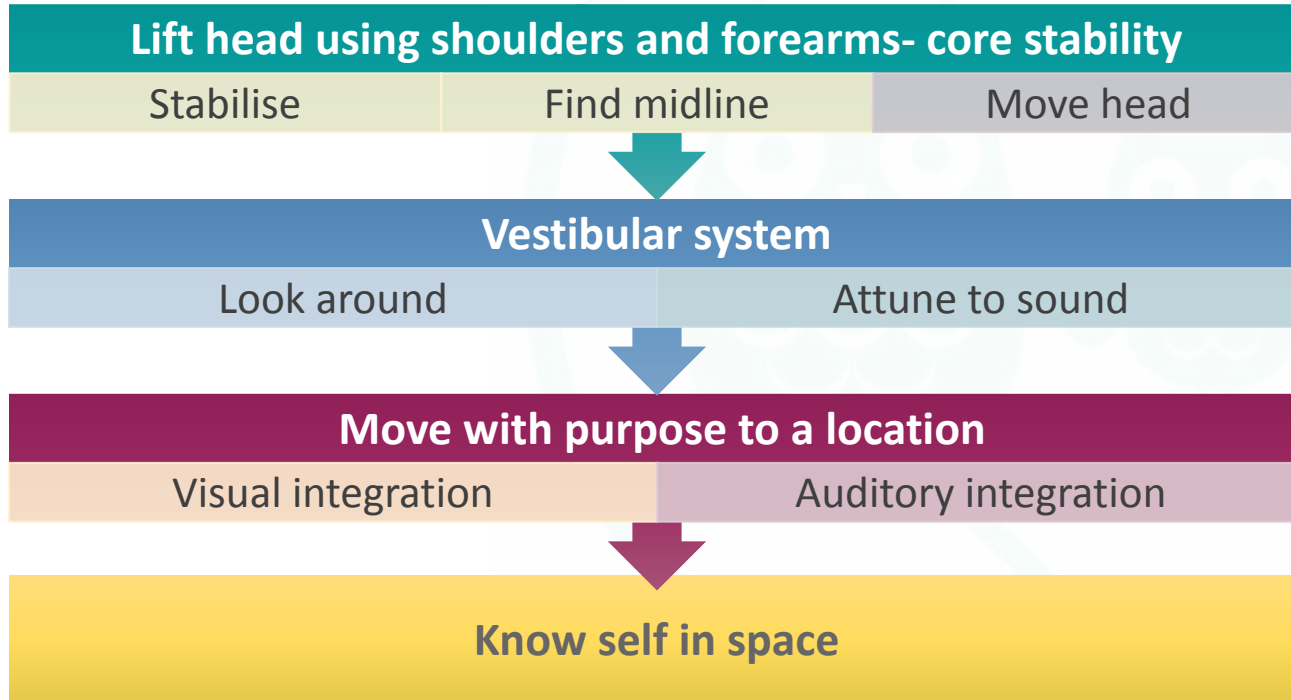 Lift head using shoulders and forearms- core stability
Stabilise
Find midline
Move head
Vestibular system
Look around
Attune to sound
Move with purpose to a location
Visual integration
Auditory integration
Know self in space